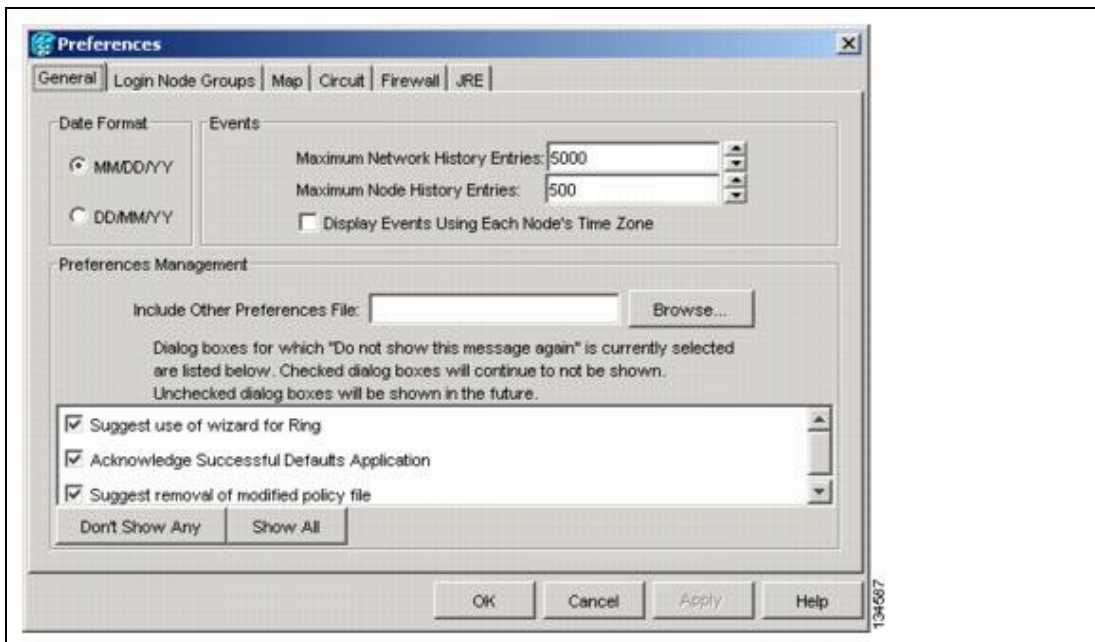 Preferences
General Login Node Groups Map Circuit Firewall JRE
Date Format
MM/DD/YY
DD/MM/YY
Events
Maximum Network History Entries: 5000
Maximum Node History Entries: 500
Display Events Using Each Node's Time Zone
Preferences Management
Include Other Preferences File: Browse...
Dialog boxes for which "Do not show this message again" is currently selected
are listed below. Checked dialog boxes will continue to not be shown.
Unchecked dialog boxes will be shown in the future.
Suggest use of wizard for Ring
Acknowledge Successful Defaults Application
Suggest removal of modified policy file
Don't Show Any Show All
OK Cancel Apply Help
134587